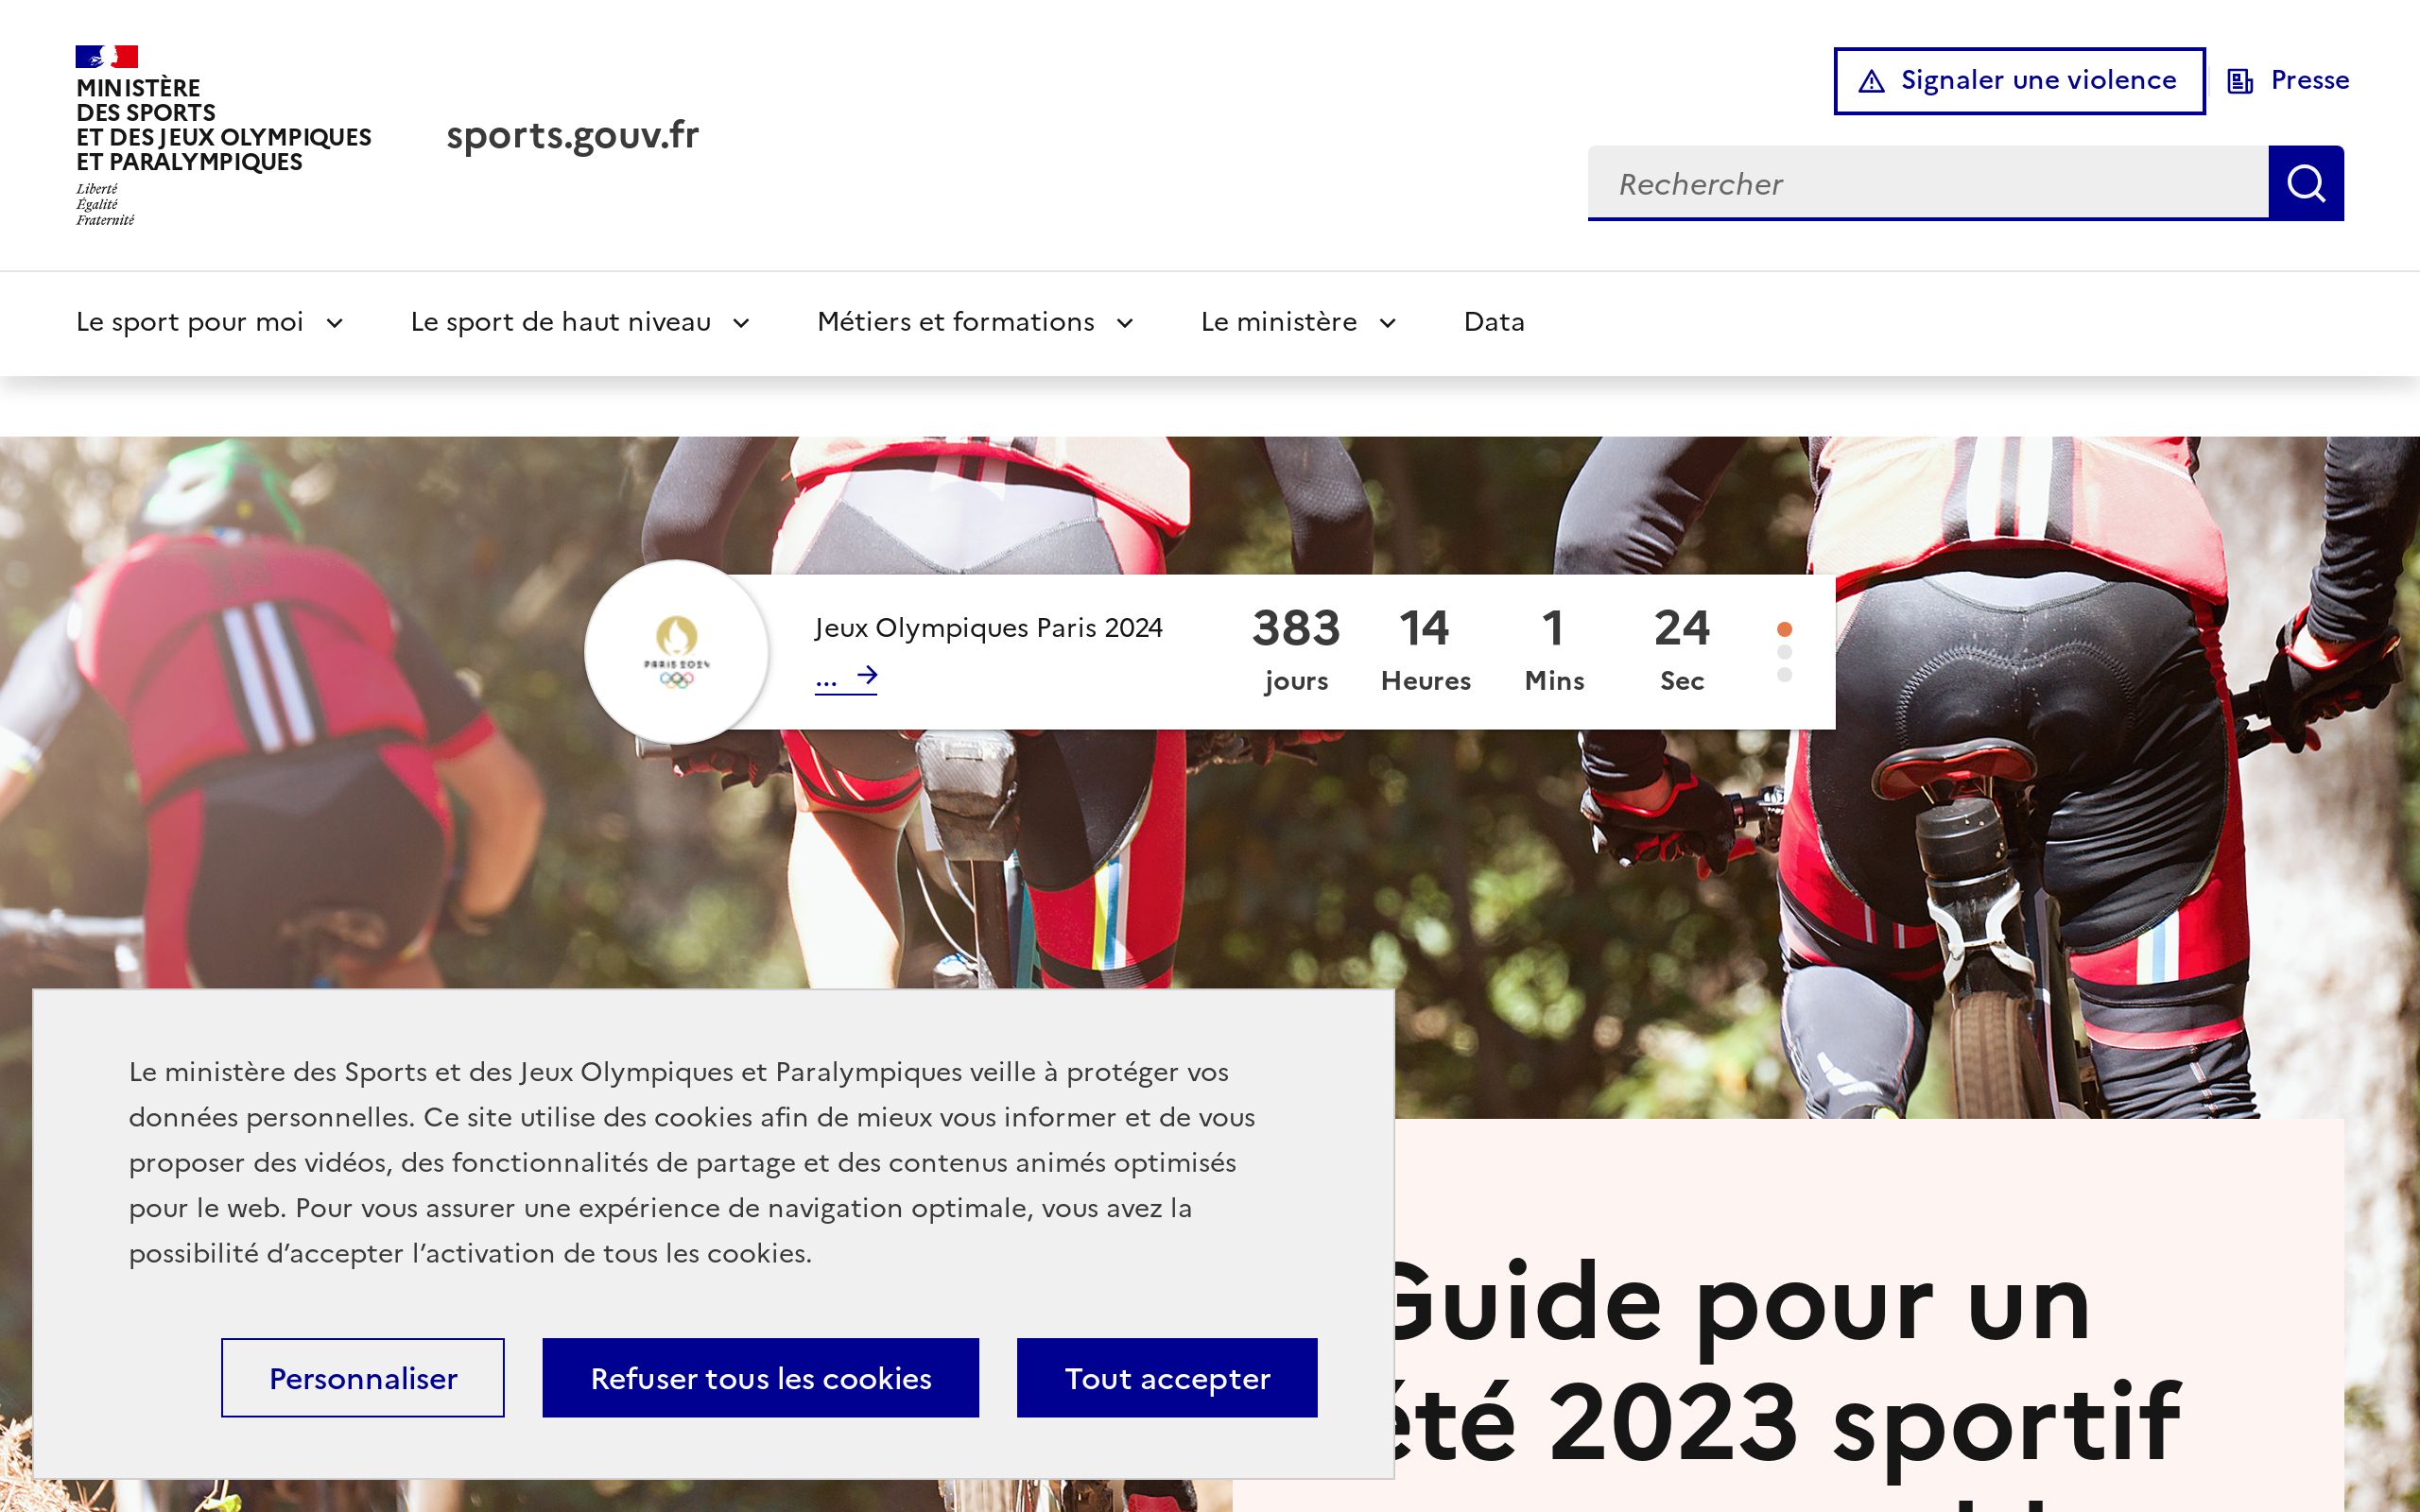 MINISTÈRE
DES SPORTS
ET DES JEUX OLYMPIQUES
ET PARALYMPIQUES
Liberté
Égalité
Fraternité
sports.gouv.fr
Signaler une violence
Presse
Rechercher
Le sport pour moi
Le sport de haut niveau
Métiers et formations
Le ministère
Data
PARIS 2024
Jeux Olympiques Paris 2024
...
383 14 1 24
jours Heures Mins Sec
Le ministère des Sports et des Jeux Olympiques et Paralympiques veille à protéger vos
données personnelles. Ce site utilise des cookies afin de mieux vous informer et de vous
proposer des vidéos, des fonctionnalités de partage et des contenus animés optimisés
pour le web. Pour vous assurer une expérience de navigation optimale, vous avez la
possibilité d’accepter l’activation de tous les cookies.
Personnaliser
Refuser tous les cookies
Tout accepter
Guide pour un
été 2023 sportif